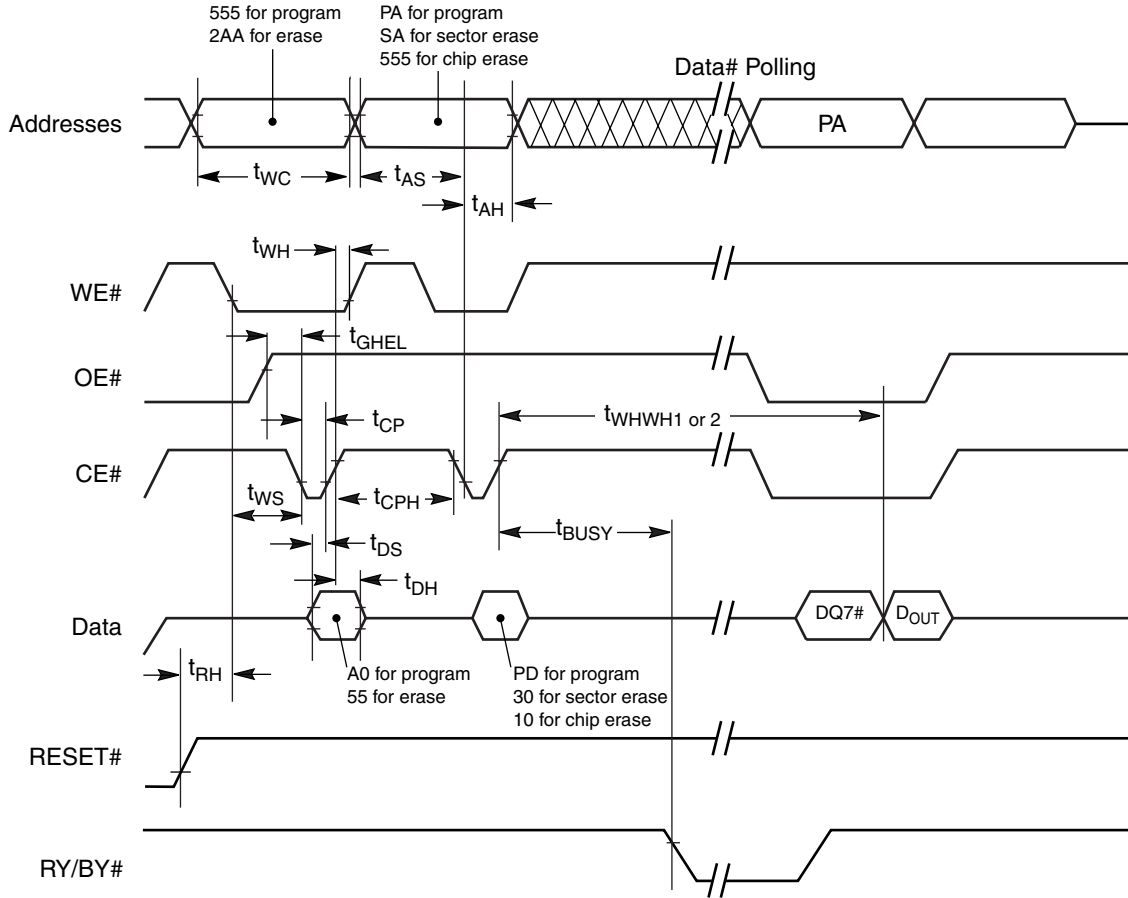 555 for program
2AA for erase
PA for program
SA for sector erase
555 for chip erase
Data# Polling
Addresses
PA
tWC
tAS
tAH
tWH
WE#
tGHEL
OE#
tCP
tWHWH1 or 2
CE#
tWS
tCPH
tBUSY
tDS
tDH
Data
DQ7#
DOUT
tRH
A0 for program
55 for erase
PD for program
30 for sector erase
10 for chip erase
RESET#
RY/BY#